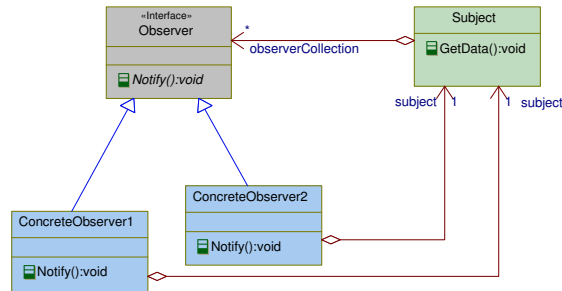 «Interface»
Observer
Notify():void
Subject
GetData():void
*
observerCollection
subject 1
1 subject
ConcreteObserver2
Notify():void
ConcreteObserver1
Notify():void